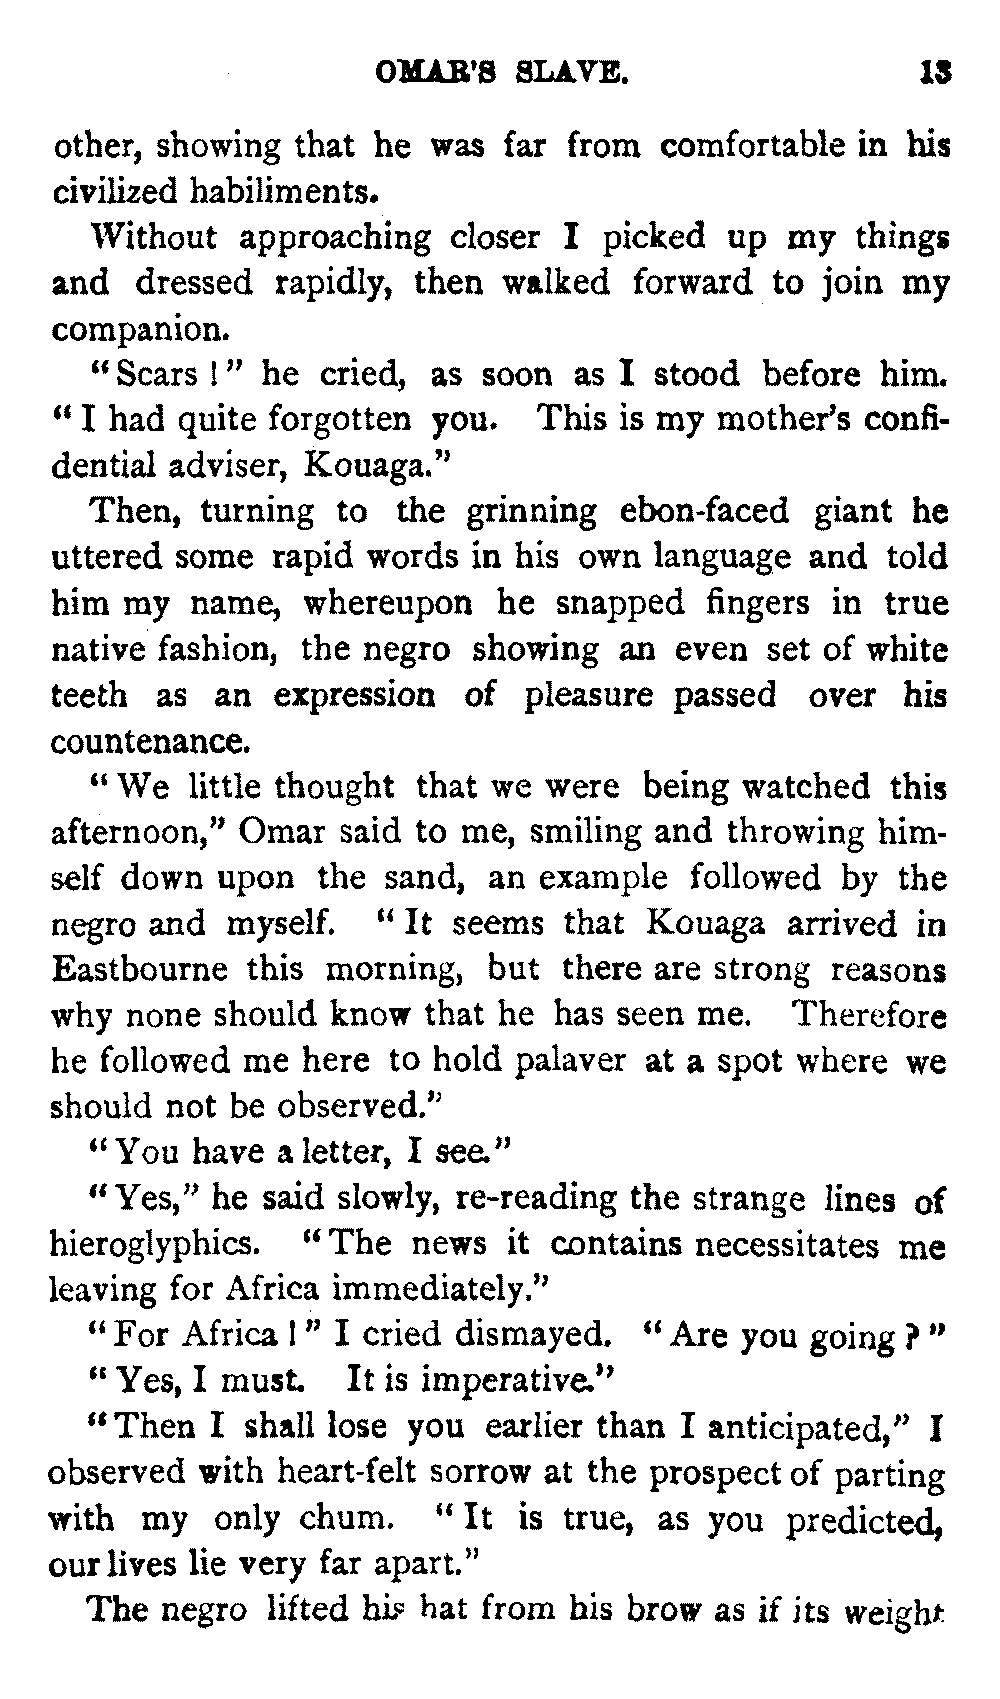 OMAR'S SLAVE. 13
other, showing that he was far from comfortable in his
civilized habiliments.
Without approaching closer I picked up my things
and dressed rapidly, then walked forward to join my
companion.
"Scars!" he cried, as soon as I stood before him.
"I had quite forgotten you. This is my mother's confi-
dential adviser, Kouaga."
Then, turning to the grinning ebon-faced giant he
uttered some rapid words in his own language and told
him my name, whereupon he snapped fingers in true
native fashion, the negro showing an even set of white
teeth as an expression of pleasure passed over his
countenance.
"We little thought that we were being watched this
afternoon," Omar said to me, smiling and throwing him-
self down upon the sand, an example followed by the
negro and myself. "It seems that Kouaga arrived in
Eastbourne this morning, but there are strong reasons
why none should know that he has seen me. Therefore
he followed me here to hold palaver at a spot where we
should not be observed."
"You have a letter, I see."
"Yes," he said slowly, re-reading the strange lines of
hieroglyphics. "The news it contains necessitates me
leaving for Africa immediately."
"For Africa!" I cried dismayed. "Are you going?"
"Yes, I must. It is imperative."
"Then I shall lose you earlier than I anticipated," I
observed with heart-felt sorrow at the prospect of parting
with my only chum. "It is true, as you predicted,
our lives lie very far apart."
The negro lifted his hat from his brow as if its weight